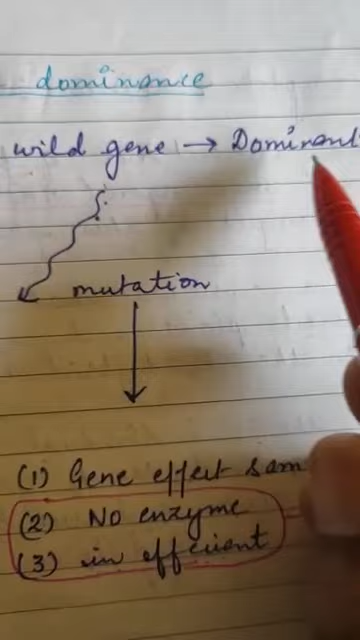 dominance
wild gene → Dominant
mutation
(1) Gene effect sam
(2) No enzyme
(3) in efficient